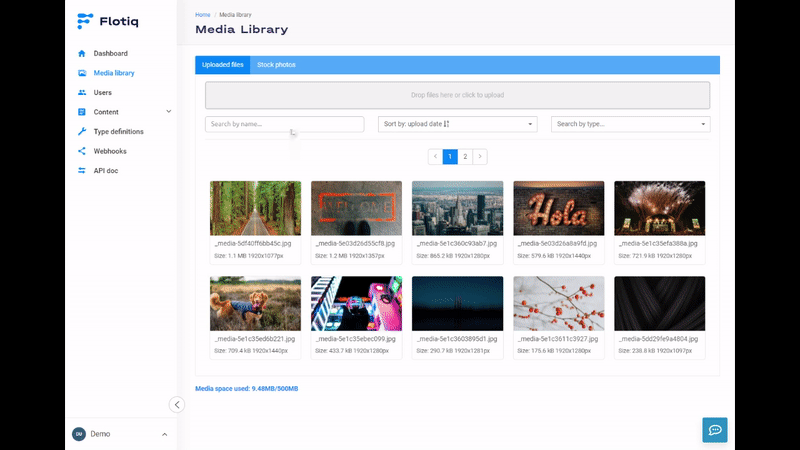 Flotiq
Home / Media library
Media Library
Dashboard
Media library
Users
Content
Type definitions
Webhooks
API doc
Uploaded files Stock photos
Drop files here or click to upload
Search by name...
Sort by: upload date
Search by type...
1 2
WELCOME
Hola
_media-5df40ff6bb45c.jpg
Size: 1.1 MB 1920x1077px
_media-5e03d26d55cf8.jpg
Size: 1.2 MB 1920x1357px
_media-5e1c360c93ab7.jpg
Size: 865.2 kB 1920x1280px
_media-5e03d26a8a9fd.jpg
Size: 579.6 kB 1920x1440px
_media-5e1c35efa388a.jpg
Size: 721.9 kB 1920x1280px
_media-5e1c35ed6b221.jpg
Size: 709.4 kB 1920x1440px
_media-5e1c35ebec099.jpg
Size: 433.7 kB 1920x1280px
_media-5e1c3603895d1.jpg
Size: 290.7 kB 1920x1281px
_media-5e1c3611c3927.jpg
Size: 175.6 kB 1920x1280px
_media-5dd29fe9a4804.jpg
Size: 238.8 kB 1920x1097px
Media space used: 9.48MB/500MB
Demo